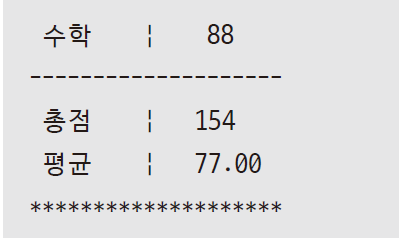 수학 ¦ 88
--------------------
총점 ¦ 154
평균 ¦ 77.00
********************